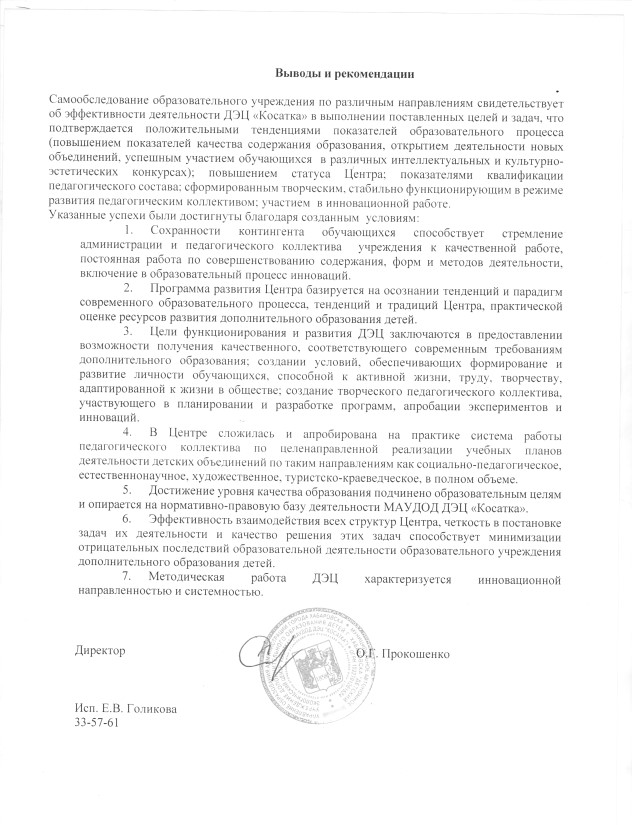 Выводы и рекомендации
Самообследование образовательного учреждения по различным направлениям свидетельствует
об эффективности деятельности ДЭЦ «Косатка» в выполнении поставленных целей и задач, что
подтверждается положительными тенденциями показателей образовательного процесса
(повышением показателей качества содержания образования, открытием деятельности новых
объединений, успешным участием обучающихся в различных интеллектуальных и культурно-
эстетических конкурсах); повышением статуса Центра; показателями квалификации
педагогического состава; сформированным творческим, стабильно функционирующим в режиме
развития педагогическим коллективом; участием в инновационной работе.
Указанные успехи были достигнуты благодаря созданным условиям:
1. Сохранности контингента обучающихся способствует стремление
администрации и педагогического коллектива учреждения к качественной работе,
постоянная работа по совершенствованию содержания, форм и методов деятельности,
включение в образовательный процесс инноваций.
2. Программа развития Центра базируется на осознании тенденций и парадигм
современного образовательного процесса, тенденций и традиций Центра, практической
оценке ресурсов развития дополнительного образования детей.
3. Цели функционирования и развития ДЭЦ заключаются в предоставлении
возможности получения качественного, соответствующего современным требованиям
дополнительного образования; создании условий, обеспечивающих формирование и
развитие личности обучающихся, способной к активной жизни, труду, творчеству,
адаптированной к жизни в обществе; создание творческого педагогического коллектива,
участвующего в планировании и разработке программ, апробации экспериментов и
инноваций.
4. В Центре сложилась и апробирована на практике система работы
педагогического коллектива по целенаправленной реализации учебных планов
деятельности детских объединений по таким направлениям как социально-педагогическое,
естественнонаучное, художественное, туристско-краеведческое, в полном объеме.
5. Достижение уровня качества образования подчинено образовательным целям
и опирается на нормативно-правовую базу деятельности МАУДОД ДЭЦ «Косатка».
6. Эффективность взаимодействия всех структур Центра, четкость в постановке
задач их деятельности и качество решения этих задач способствует минимизации
отрицательных последствий образовательной деятельности образовательного учреждения
дополнительного образования детей.
7. Методическая работа ДЭЦ характеризуется инновационной
направленностью и системностью.
Директор О.Г. Прокошенко
Исп. Е.В. Голикова
33-57-61